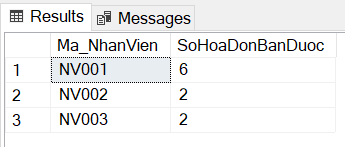 Results Messages
Ma_NhanVien SoHoaDonBanDuoc
1 NV001 6
2 NV002 2
3 NV003 2